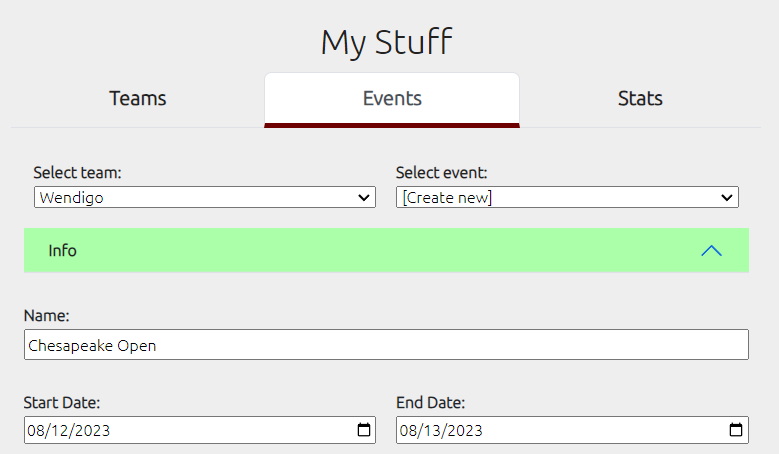 My Stuff
Teams Events Stats
Select team: Select event:
Wendigo [Create new]
Info
Name:
Chesapeake Open
Start Date: End Date:
08/12/2023 08/13/2023